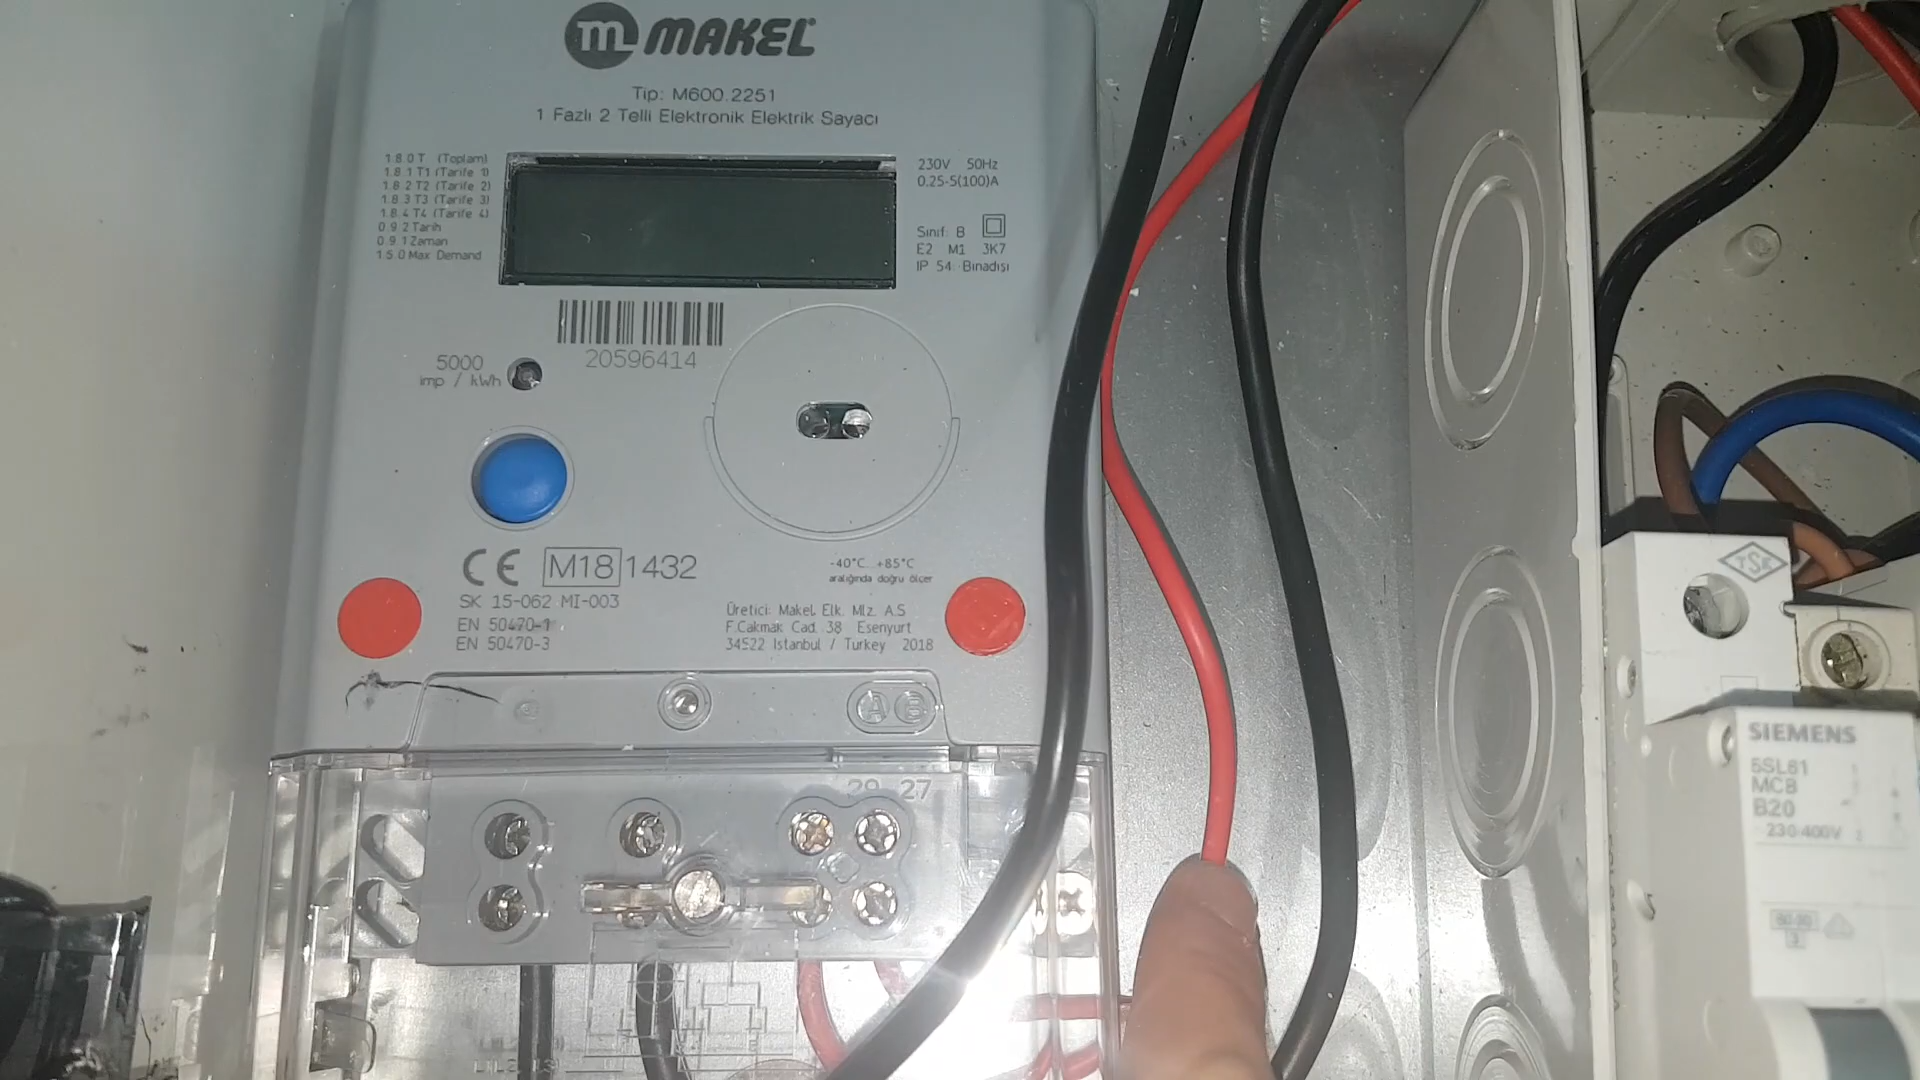 m MAKEL
Tip: M600.2251
1 Fazlı 2 Telli Elektronik Elektrik Sayacı
1.8.0 T (Toplam)
1.8.1 T1 (Tarife 1)
1.8.2 T2 (Tarife 2)
1.8.3 T3 (Tarife 3)
1.8.4 T4 (Tarife 4)
0.9.2 Tarih
0.9.1 Zaman
1.5.0 Max Demand
230V 50Hz
0.25-5(100)A
Sınıf: B
E2 M1 3K7
IP 54: Binadışı
20596414
5000
imp / kWh
CE M18 1432
SK 15-062 MI-003
EN 50470-1
EN 50470-3
-40°C +85°C
aralığında doğru ölçer
Üretici: Makel Elk. Mlz. A.S
F.Cakmak Cad. 38 Esenyurt
34522 Istanbul / Turkey 2018
A B
29 27
TSE
SIEMENS
5SL61
MCB
B20
230-400V